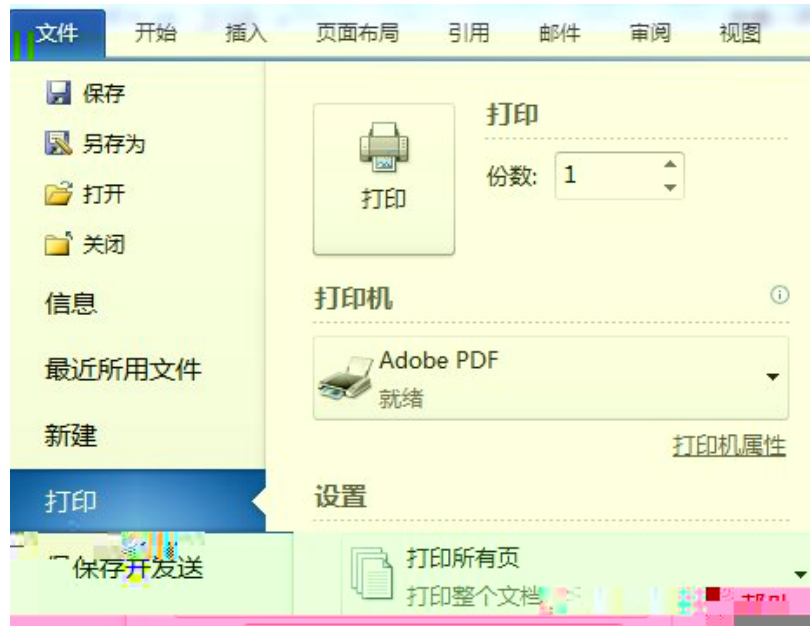 文件 开始 插入 页面布局 引用 邮件 审阅 视图
保存
另存为
打开
关闭
信息
最近所用文件
新建
打印
保存并发送
打印
打印
份数: 1
打印机
Adobe PDF
就绪
打印机属性
设置
打印所有页
打印整个文档